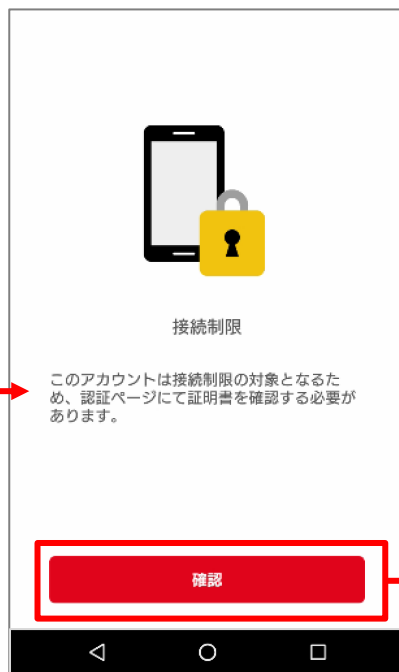 接続制限
このアカウントは接続制限の対象となるた
め、認証ページにて証明書を確認する必要が
あります。
確認